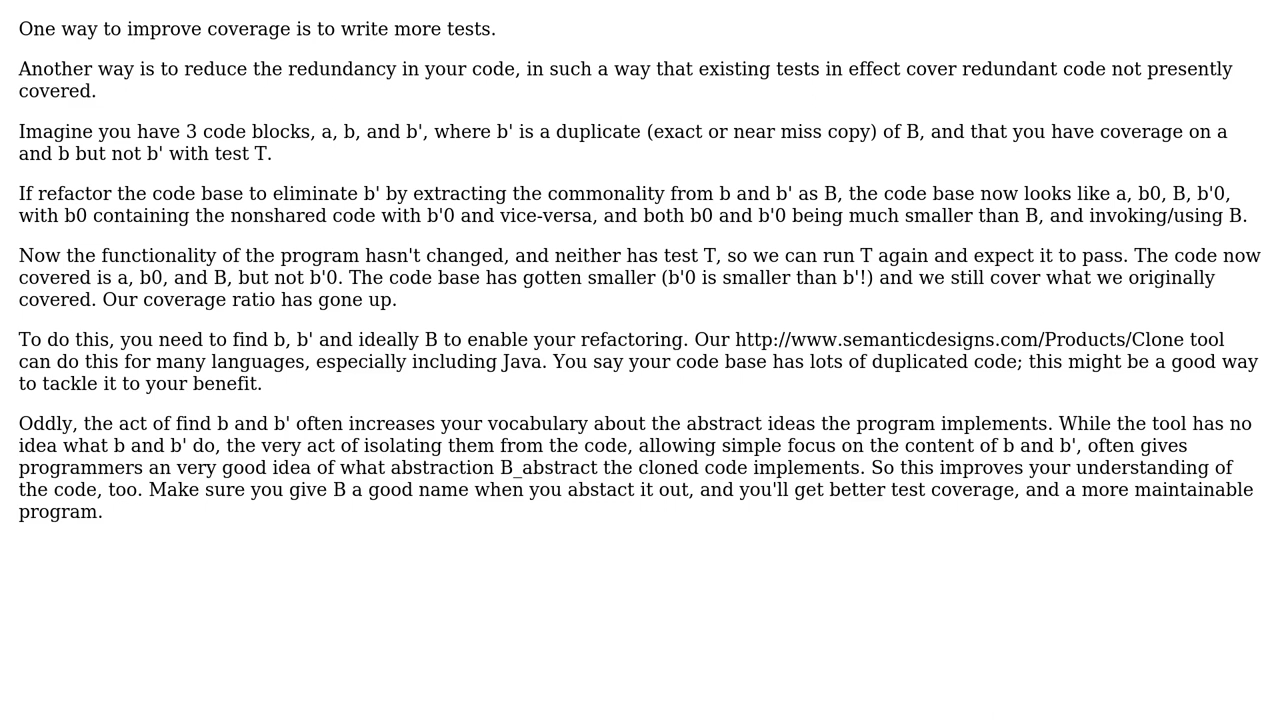 One way to improve coverage is to write more tests.
Another way is to reduce the redundancy in your code, in such a way that existing tests in effect cover redundant code not presently
covered.
Imagine you have 3 code blocks, a, b, and b', where b' is a duplicate (exact or near miss copy) of B, and that you have coverage on a
and b but not b' with test T.
If refactor the code base to eliminate b' by extracting the commonality from b and b' as B, the code base now looks like a, b0, B, b'0,
with b0 containing the nonshared code with b'0 and vice-versa, and both b0 and b'0 being much smaller than B, and invoking/using B.
Now the functionality of the program hasn't changed, and neither has test T, so we can run T again and expect it to pass. The code now
covered is a, b0, and B, but not b'0. The code base has gotten smaller (b'0 is smaller than b'!) and we still cover what we originally
covered. Our coverage ratio has gone up.
To do this, you need to find b, b' and ideally B to enable your refactoring. Our http://www.semanticdesigns.com/Products/Clone tool
can do this for many languages, especially including Java. You say your code base has lots of duplicated code; this might be a good way
to tackle it to your benefit.
Oddly, the act of find b and b' often increases your vocabulary about the abstract ideas the program implements. While the tool has no
idea what b and b' do, the very act of isolating them from the code, allowing simple focus on the content of b and b', often gives
programmers an very good idea of what abstraction B_abstract the cloned code implements. So this improves your understanding of
the code, too. Make sure you give B a good name when you abstact it out, and you'll get better test coverage, and a more maintainable
program.